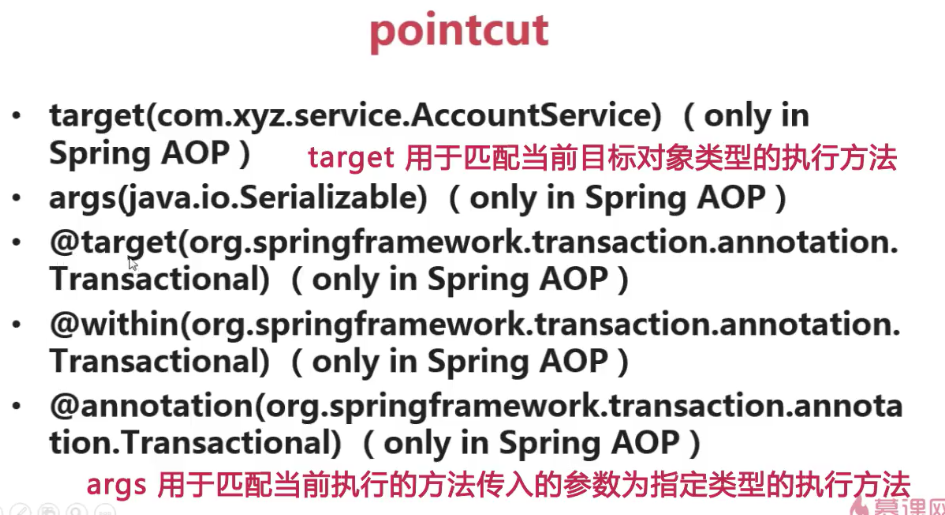 pointcut
• target(com.xyz.service.AccountService) ( only in
Spring AOP ) target 用于匹配当前目标对象类型的执行方法
• args(java.io.Serializable) ( only in Spring AOP )
• @target(org.springframework.transaction.annotation.
Transactional) ( only in Spring AOP )
• @within(org.springframework.transaction.annotation.
Transactional) ( only in Spring AOP )
• @annotation(org.springframework.transaction.annota
tion.Transactional) ( only in Spring AOP )
args 用于匹配当前执行的方法传入的参数为指定类型的执行方法
慕课网